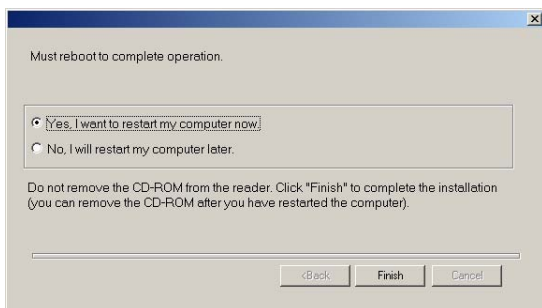 Must reboot to complete operation.
Yes, I want to restart my computer now.
No, I will restart my computer later.
Do not remove the CD-ROM from the reader. Click "Finish" to complete the installation
(you can remove the CD-ROM after you have restarted the computer).
<Back Finish Cancel